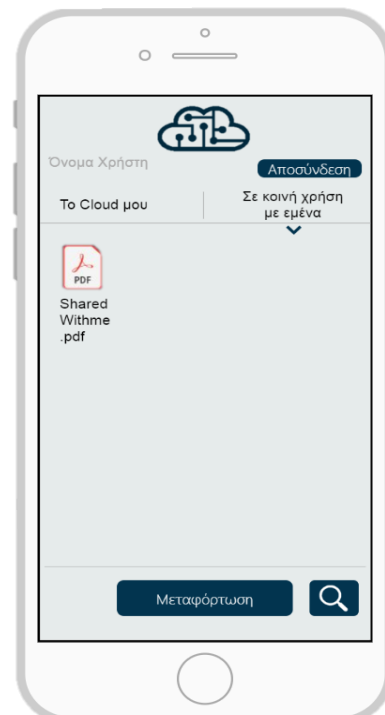 Όνομα Χρήστη
Αποσύνδεση
Το Cloud μου
Σε κοινή χρήση
με εμένα
PDF
Shared
Withme
.pdf
Μεταφόρτωση